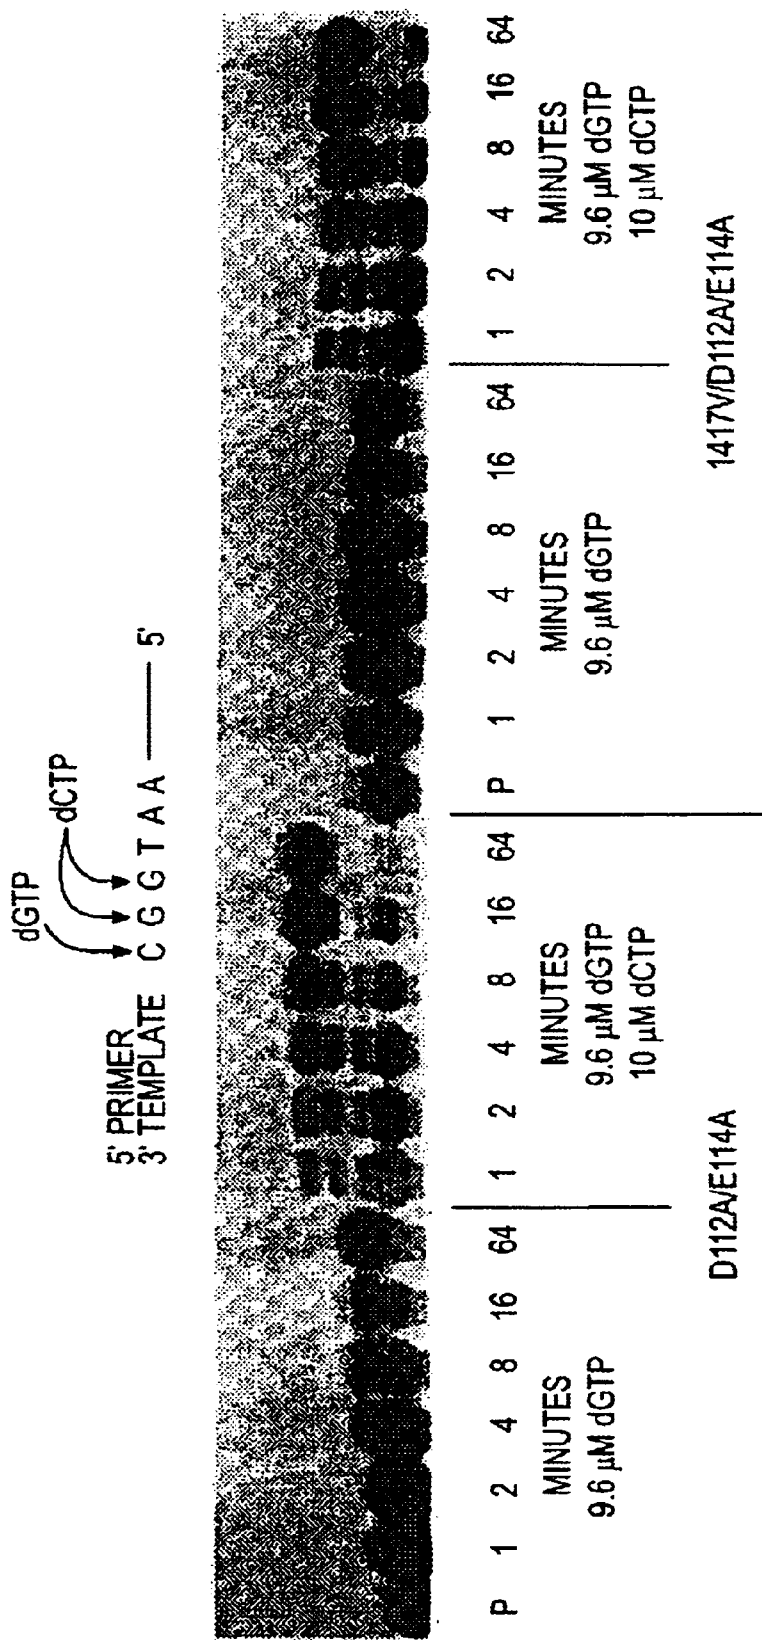 dGTP
dCTP
5' PRIMER
3' TEMPLATE C G G T A A 5'
P 1 2 4 8 16 64 1 2 4 8 16 64 P 1 2 4 8 16 64 1 2 4 8 16 64
MINUTES MINUTES MINUTES MINUTES
9.6 µM dGTP 9.6 µM dGTP 9.6 µM dGTP 9.6 µM dGTP
10 µM dCTP 10 µM dCTP
D112A/E114A 1417V/D112A/E114A